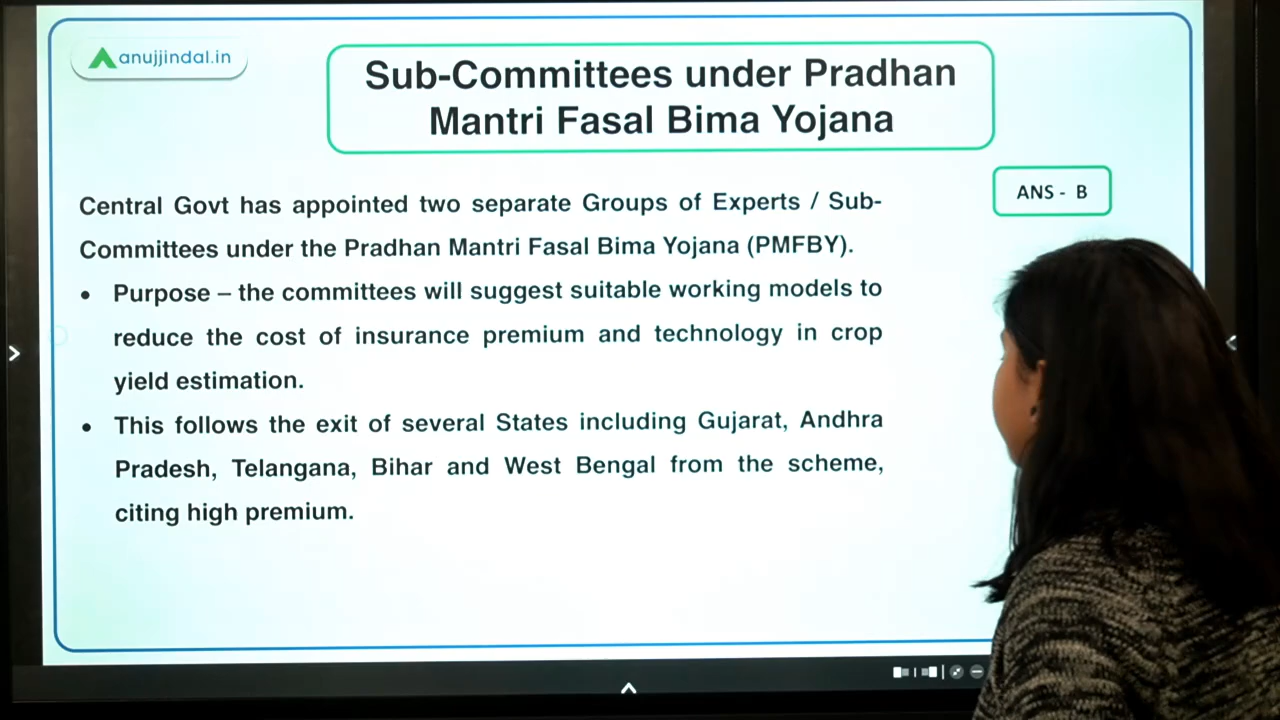 anujjindal.in
Sub-Committees under Pradhan
Mantri Fasal Bima Yojana
ANS - B
Central Govt has appointed two separate Groups of Experts / Sub-
Committees under the Pradhan Mantri Fasal Bima Yojana (PMFBY).
• Purpose – the committees will suggest suitable working models to
reduce the cost of insurance premium and technology in crop
yield estimation.
• This follows the exit of several States including Gujarat, Andhra
Pradesh, Telangana, Bihar and West Bengal from the scheme,
citing high premium.